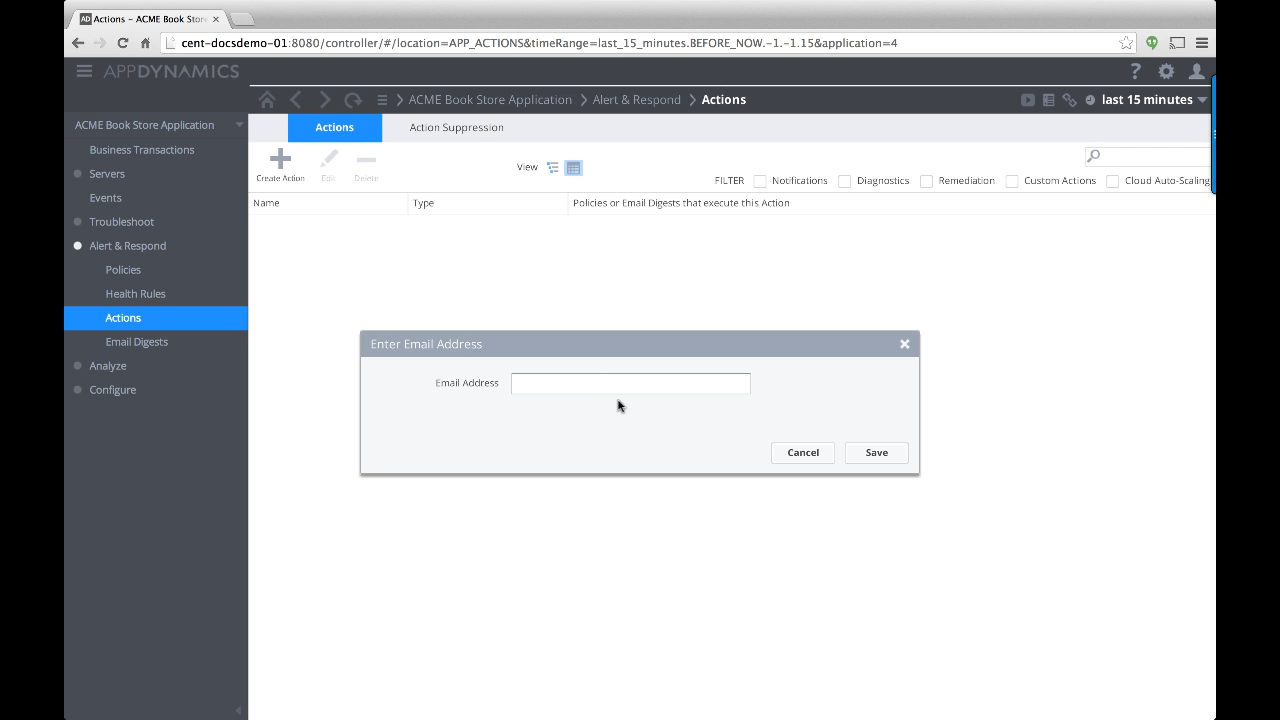 AD Actions – ACME Book Stor
cent-docsdemo-01:8080/controller/#/location=APP_ACTIONS&timeRange=last_15_minutes.BEFORE_NOW.-1.-1.15&application=4
APPDYNAMICS
?
ACME Book Store Application
Alert & Respond
Actions
last 15 minutes
ACME Book Store Application
Business Transactions
Servers
Events
Troubleshoot
Alert & Respond
Policies
Health Rules
Actions
Email Digests
Analyze
Configure
Actions
Action Suppression
Create Action
Edit
Delete
View
FILTER
Notifications
Diagnostics
Remediation
Custom Actions
Cloud Auto-Scaling
Name
Type
Policies or Email Digests that execute this Action
Enter Email Address
Email Address
Cancel
Save